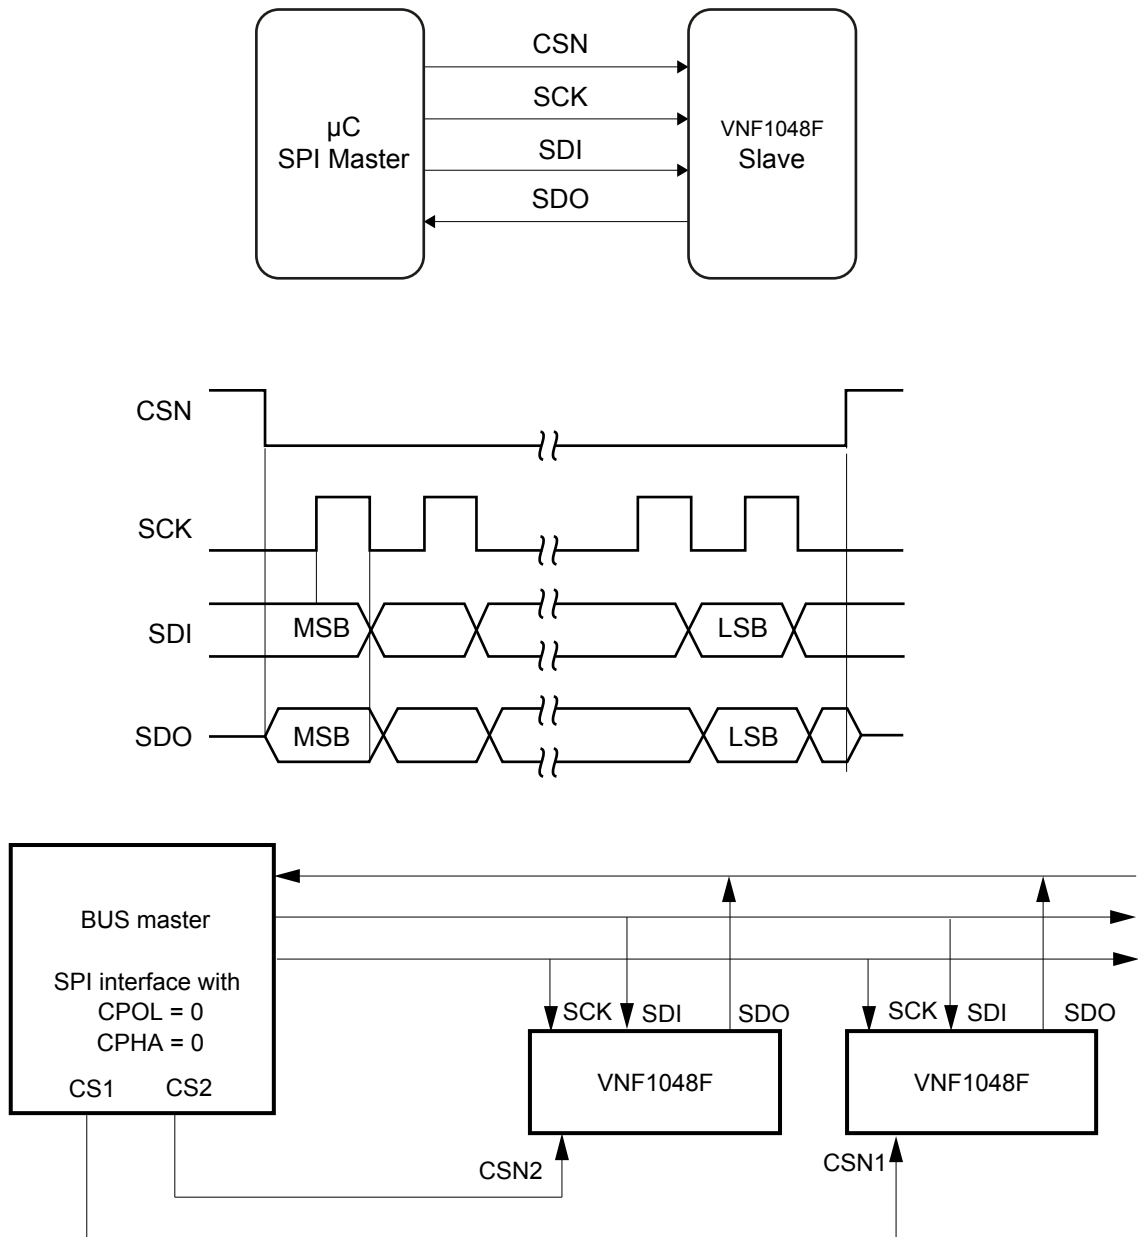 CSN
SCK
SDI
SDO
µC
SPI Master
VNF1048F
Slave
CSN
SCK
SDI
MSB
LSB
SDO
MSB
LSB
BUS master
SPI interface with
CPOL = 0
CPHA = 0
CS1
CS2
SCK
SDI
SDO
SCK
SDI
SDO
VNF1048F
VNF1048F
CSN2
CSN1